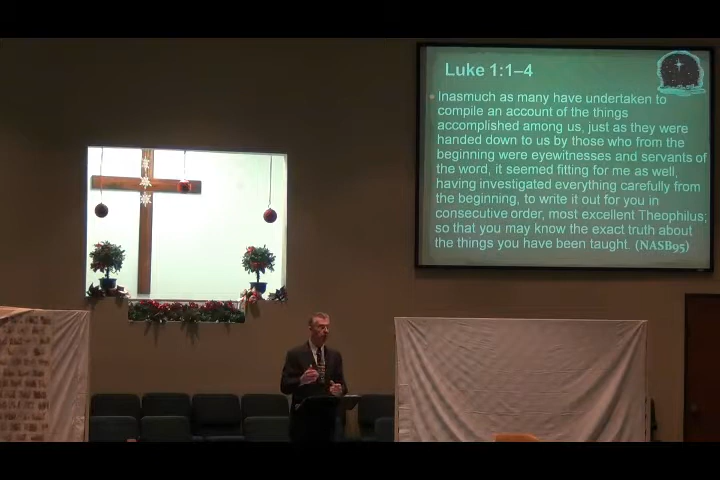 Luke 1:1–4
Inasmuch as many have undertaken to
compile an account of the things
accomplished among us, just as they were
handed down to us by those who from the
beginning were eyewitnesses and servants of
the word, it seemed fitting for me as well,
having investigated everything carefully from
the beginning, to write it out for you in
consecutive order, most excellent Theophilus;
so that you may know the exact truth about
the things you have been taught. (NASB95)